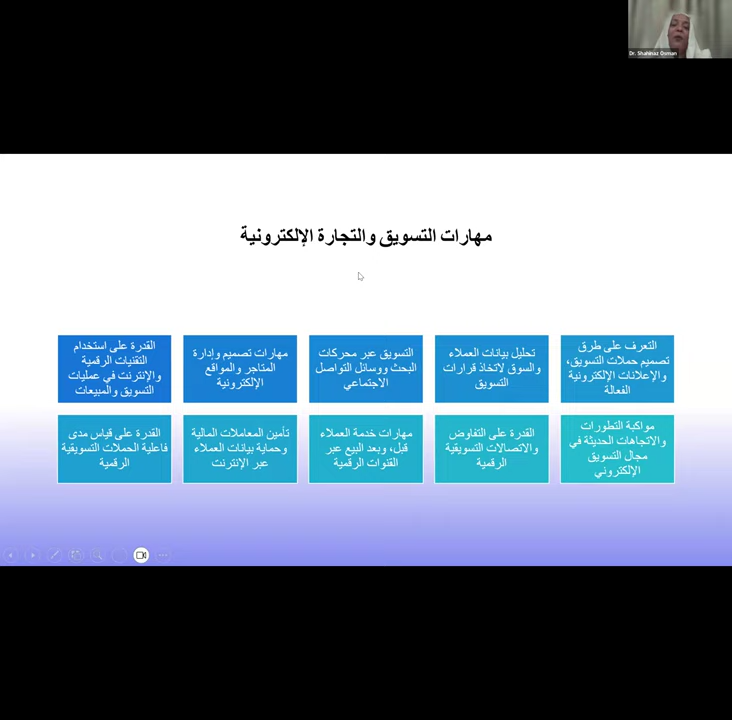 Dr. Shahinaz Osman
مهارات التسويق والتجارة الإلكترونية
التعرف على طرق
تصميم حملات التسويق،
والإعلانات الإلكترونية
الفعالة
تحليل بيانات العملاء
والسوق لاتخاذ قرارات
التسويق
التسويق عبر محركات
البحث ووسائل التواصل
الاجتماعي
مهارات تصميم وإدارة
المتاجر والمواقع
الإلكترونية
القدرة على استخدام
التقنيات الرقمية
والإنترنت في عمليات
التسويق والمبيعات
مواكبة التطورات
والاتجاهات الحديثة في
مجال التسويق
الإلكتروني
القدرة على التفاوض
والاتصالات التسويقية
الرقمية
مهارات خدمة العملاء
قبل، وبعد البيع عبر
القنوات الرقمية
تأمين المعاملات المالية
وحماية بيانات العملاء
عبر الإنترنت
القدرة على قياس مدى
فاعلية الحملات التسويقية
الرقمية